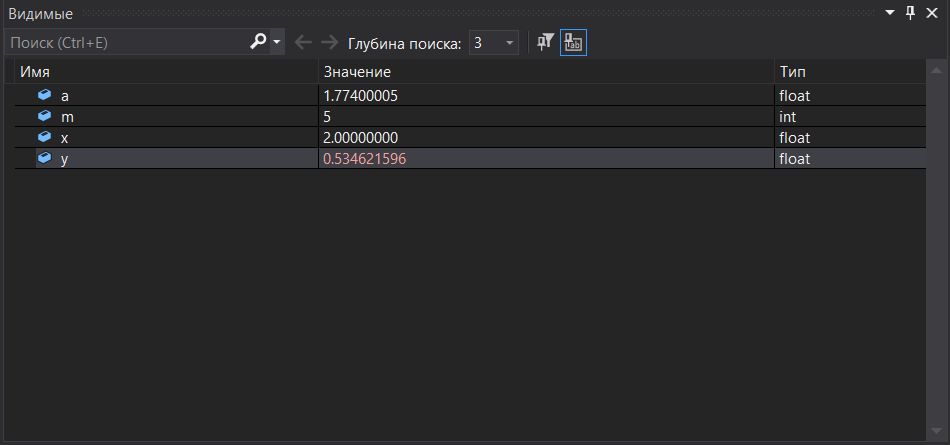 Видимые
Поиск (Ctrl+E) Глубина поиска: 3
Имя Значение Тип
a 1.77400005 float
m 5 int
x 2.00000000 float
y 0.534621596 float